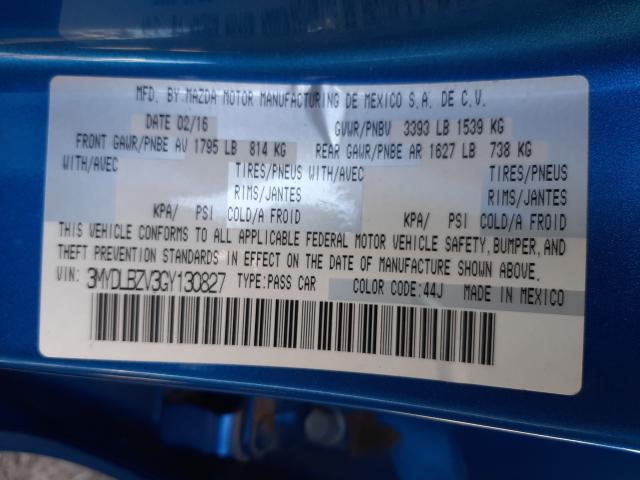 MFD. BY MAZDA MOTOR MANUFACTURING DE MEXICO S.A. DE C.V.
DATE 02/16 GVWR/PNBV 3393 LB 1539 KG
FRONT GAWR/PNBE AV 1795 LB 814 KG REAR GAWR/PNBE AR 1627 LB 738 KG
WITH/AVEC TIRES/PNEUS WITH/AVEC TIRES/PNEUS
RIMS/JANTES RIMS/JANTES
KPA/ PSI COLD/A FROID KPA/ PSI COLD/A FROID
THIS VEHICLE CONFORMS TO ALL APPLICABLE FEDERAL MOTOR VEHICLE SAFETY, BUMPER, AND
THEFT PREVENTION STANDARDS IN EFFECT ON THE DATE OF MANUFACTURE SHOWN ABOVE.
VIN: 3MYDLBZV3GY130827 TYPE:PASS CAR COLOR CODE:44J MADE IN MEXICO